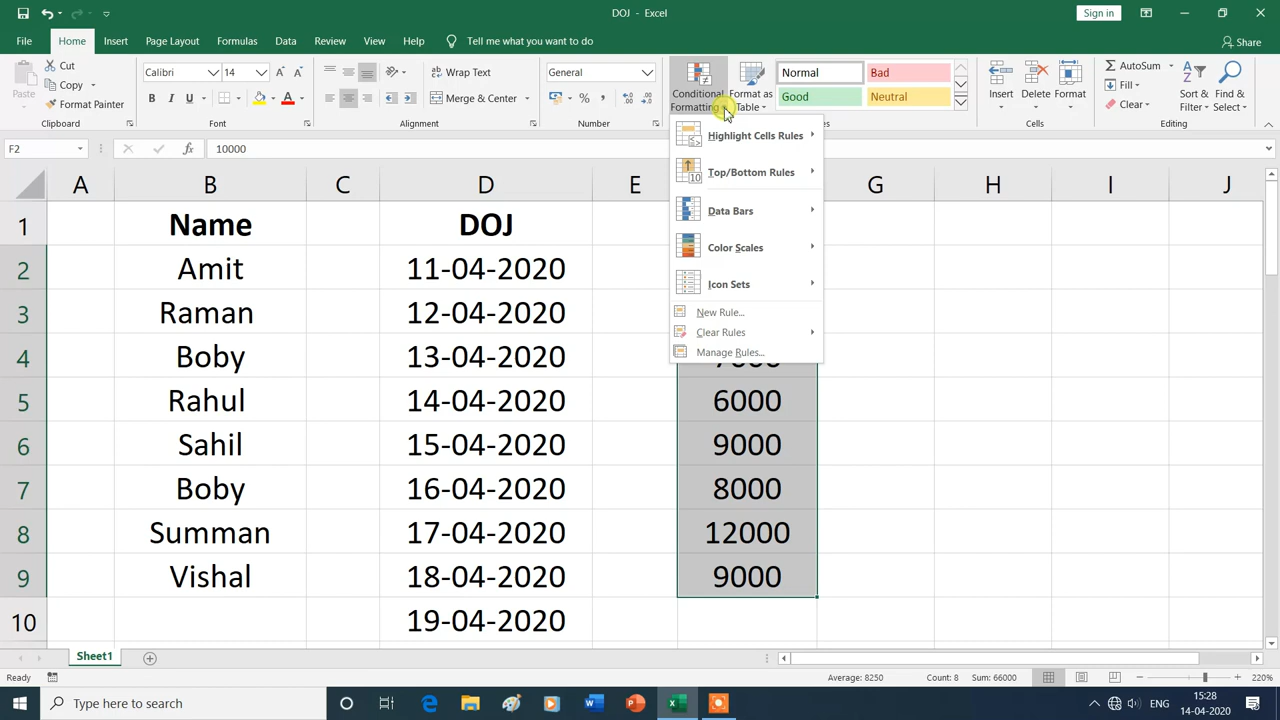 DOJ - Excel
Sign in
File Home Insert Page Layout Formulas Data Review View Help Tell me what you want to do Share
Paste
Cut
Copy
Format Painter
Clipboard
Calibri 14
B I U
Font
Wrap Text
Merge & Center
Alignment
General
Number
Conditional Formatting
Format as Table
Normal Bad
Good Neutral
Insert Delete Format
Cells
AutoSum
Fill
Clear
Sort & Filter
Find & Select
Editing
F2 10000
Highlight Cells Rules
Top/Bottom Rules
Data Bars
Color Scales
Icon Sets
New Rule...
Clear Rules
Manage Rules...
A B C D E G H I J
1 Name DOJ
2 Amit 11-04-2020
3 Raman 12-04-2020
4 Boby 13-04-2020 7000
5 Rahul 14-04-2020 6000
6 Sahil 15-04-2020 9000
7 Boby 16-04-2020 8000
8 Summan 17-04-2020 12000
9 Vishal 18-04-2020 9000
10 19-04-2020
Sheet1
Ready Average: 8250 Count: 8 Sum: 66000 220%
Type here to search
ENG
15:28
14-04-2020